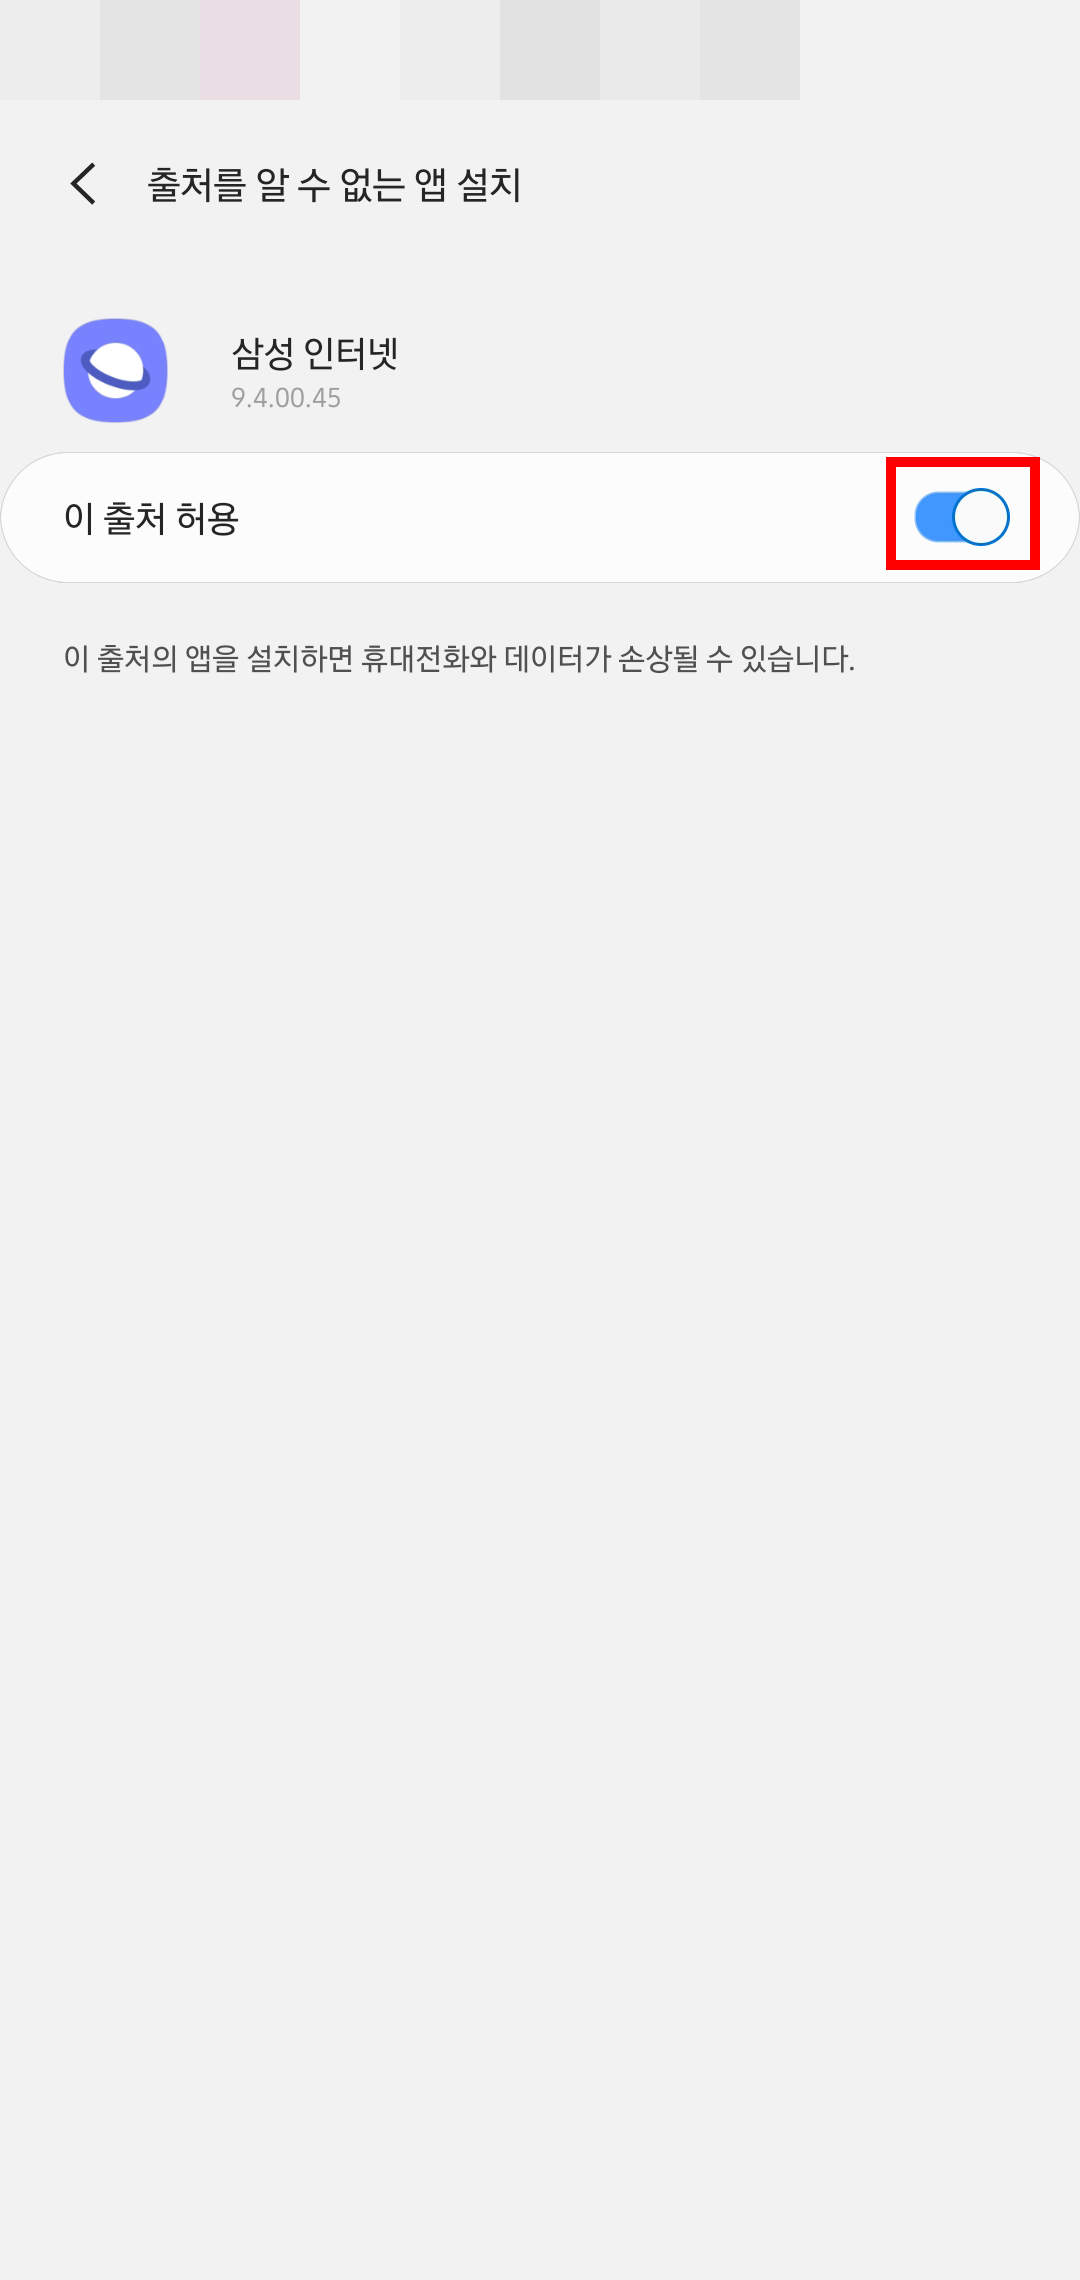 출처를 알 수 없는 앱 설치
삼성 인터넷
9.4.00.45
이 출처 허용
이 출처의 앱을 설치하면 휴대전화와 데이터가 손상될 수 있습니다.